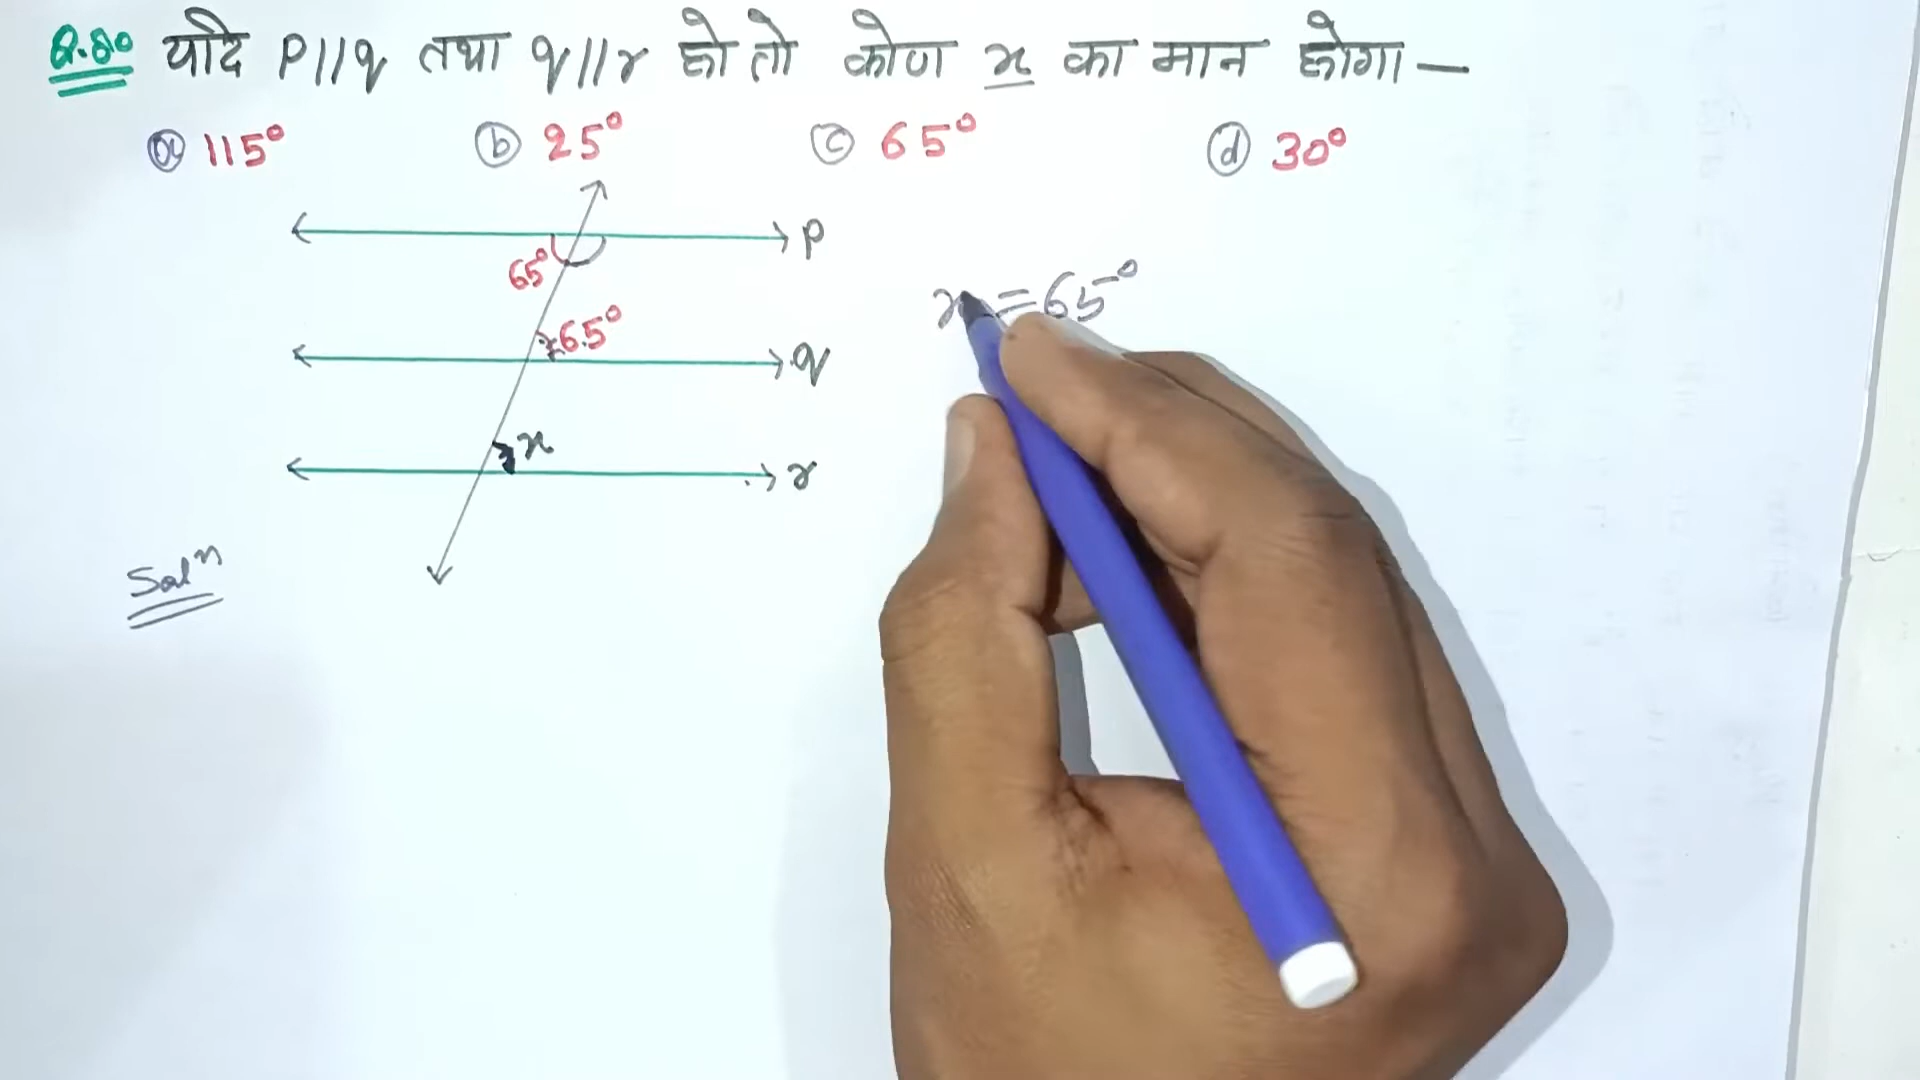 Q.80 यदि P//q तथा q//r हो तो कोण x का मान होगा —
(a) 115° (b) 25° (c) 65° (d) 30°
P
65°
x = 65°
65°
q
x
r
Solⁿ